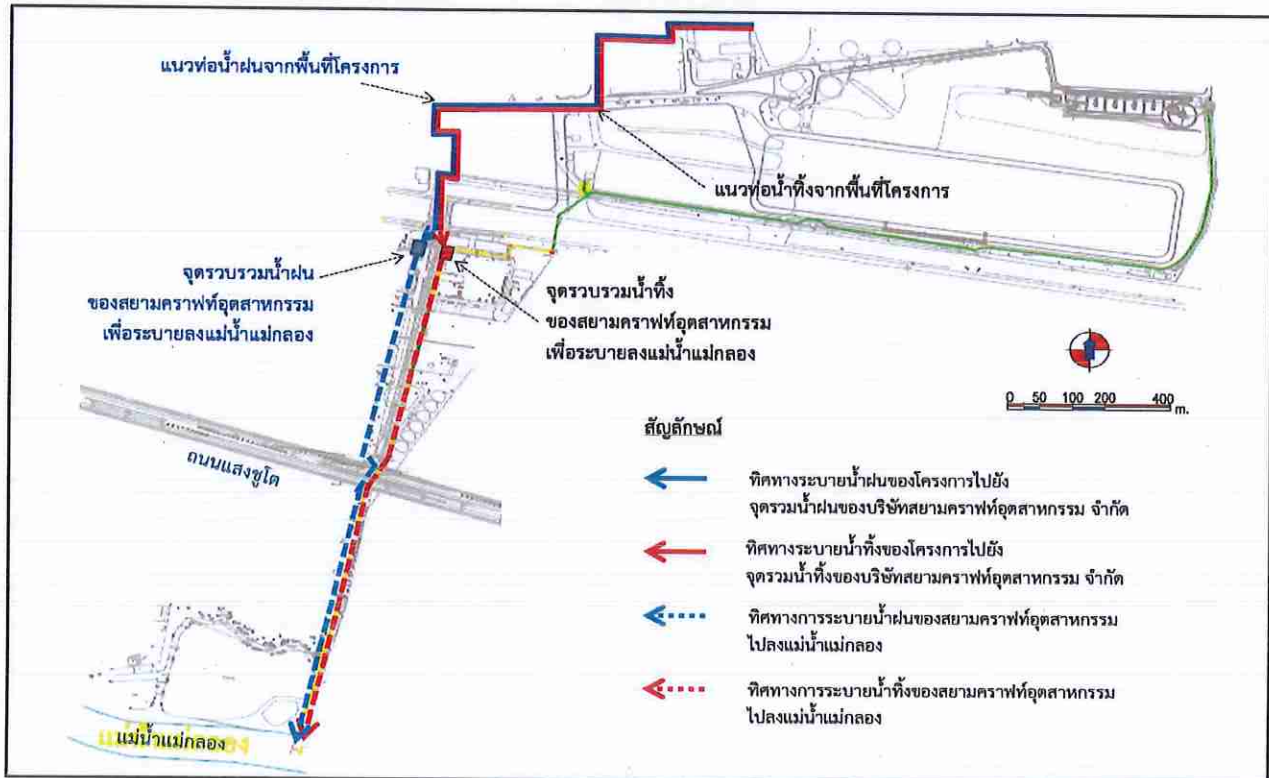 แนวท่อน้ำฝนจากพื้นที่โครงการ
แนวท่อน้ำทิ้งจากพื้นที่โครงการ
จุดรวบรวมน้ำฝน
ของสยามคราฟท์อุตสาหกรรม
เพื่อระบายลงแม่น้ำแม่กลอง
จุดรวบรวมน้ำทิ้ง
ของสยามคราฟท์อุตสาหกรรม
เพื่อระบายลงแม่น้ำแม่กลอง
0 50 100 200 400 m.
ถนนแสงชูโต
สัญลักษณ์
ทิศทางระบายน้ำฝนของโครงการไปยัง
จุดรวมน้ำฝนของบริษัทสยามคราฟท์อุตสาหกรรม จำกัด
ทิศทางระบายน้ำทิ้งของโครงการไปยัง
จุดรวมน้ำทิ้งของบริษัทสยามคราฟท์อุตสาหกรรม จำกัด
ทิศทางการระบายน้ำฝนของสยามคราฟท์อุตสาหกรรม
ไปลงแม่น้ำแม่กลอง
ทิศทางการระบายน้ำทิ้งของสยามคราฟท์อุตสาหกรรม
ไปลงแม่น้ำแม่กลอง
แม่น้ำแม่กลอง